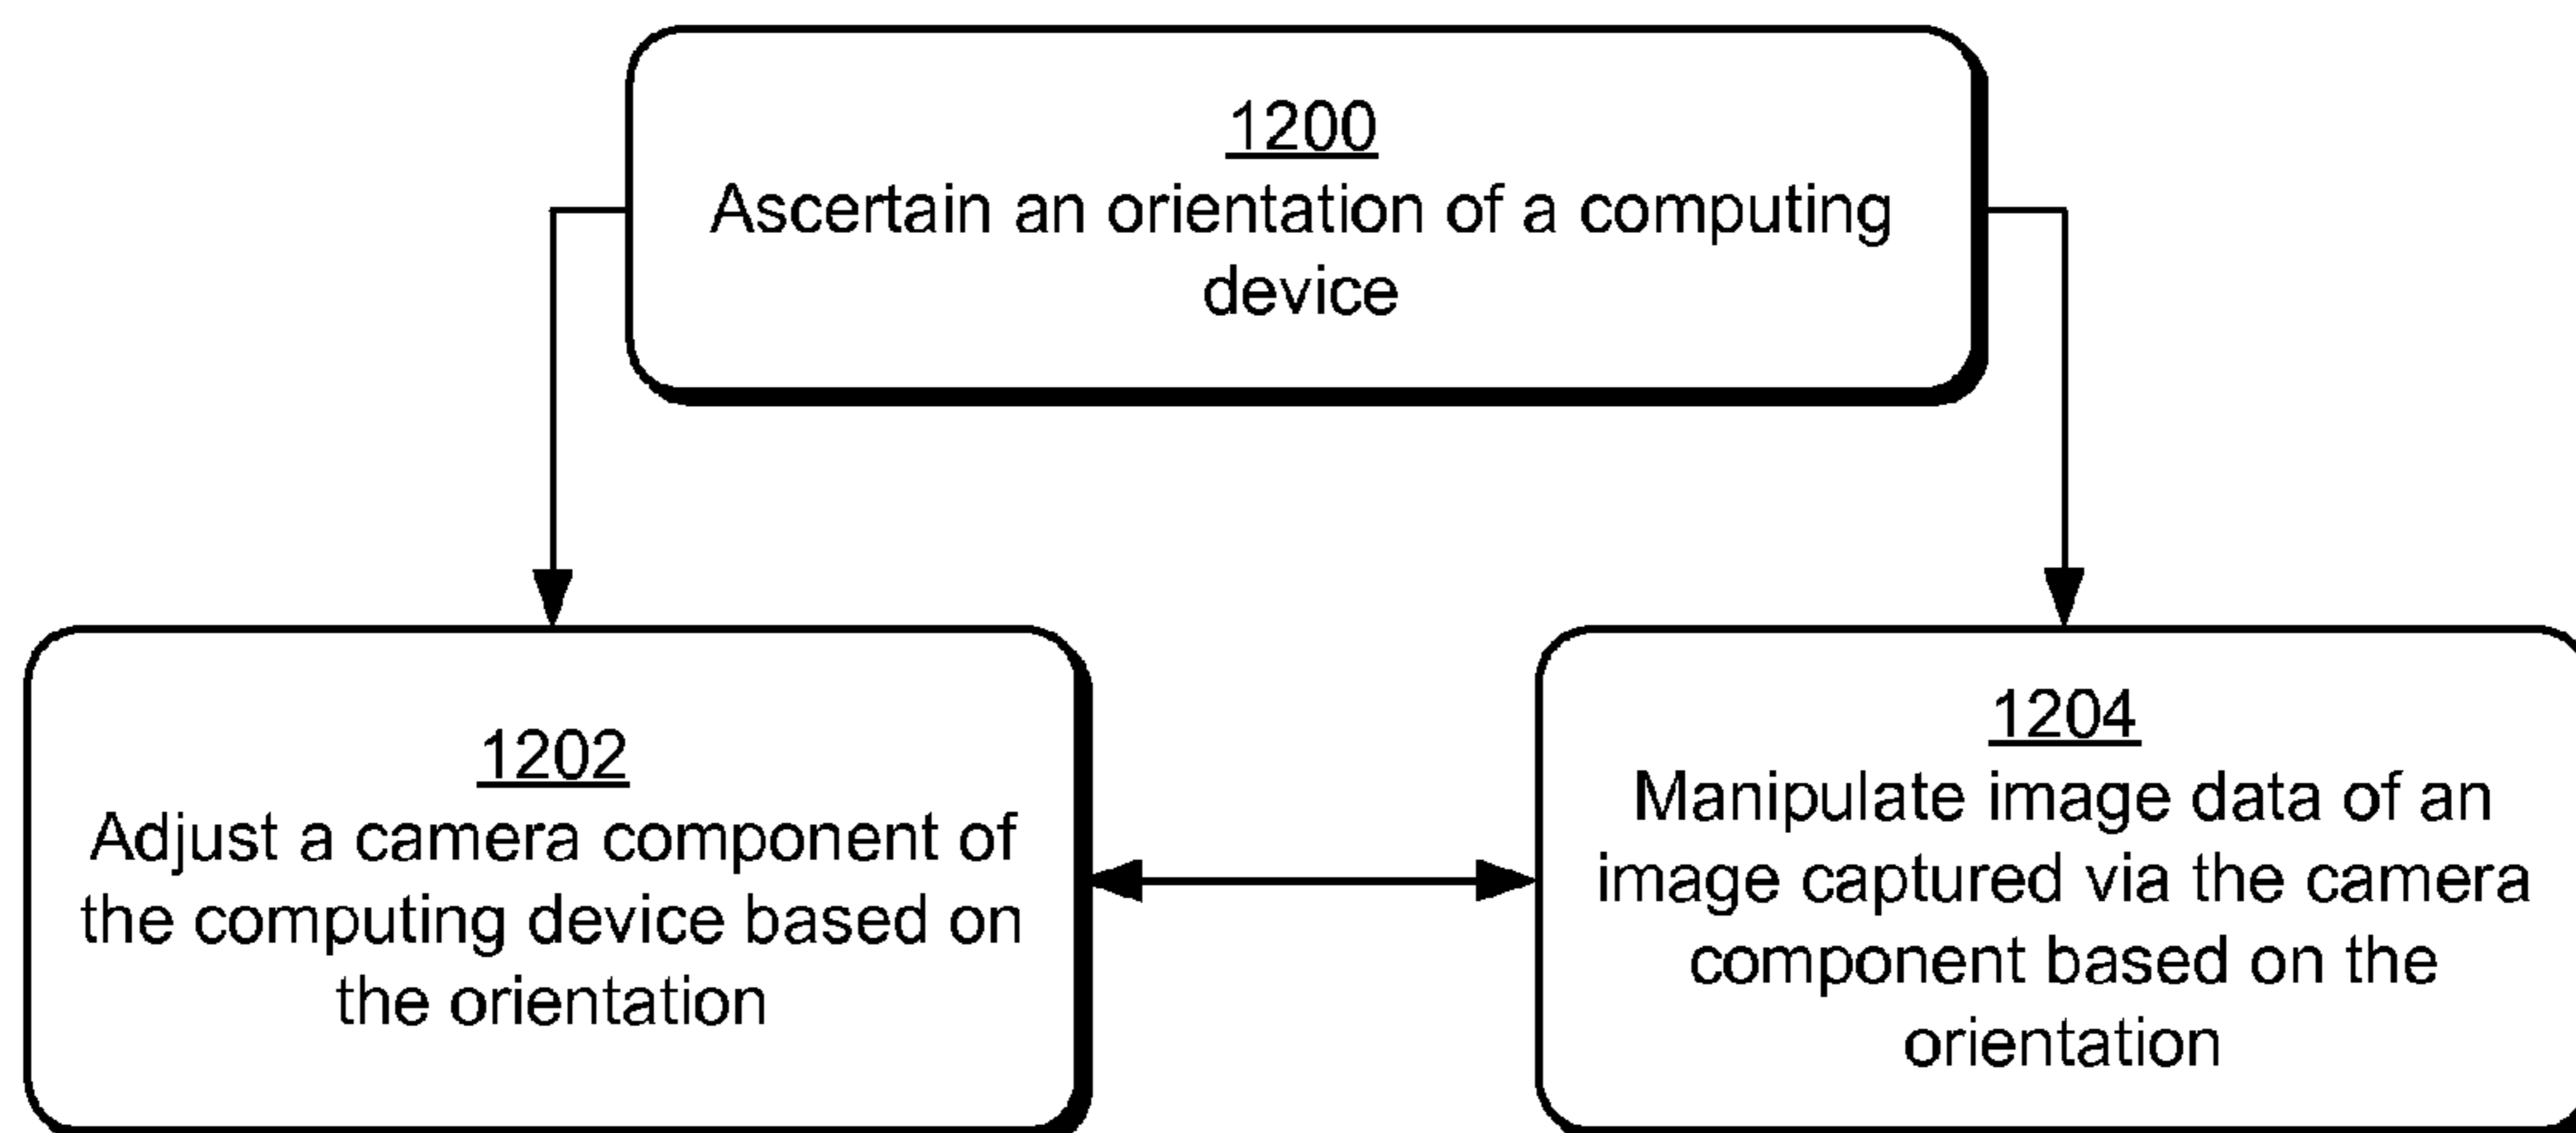 1200
Ascertain an orientation of a computing
device
1202
Adjust a camera component of
the computing device based on
the orientation
1204
Manipulate image data of an
image captured via the camera
component based on the
orientation